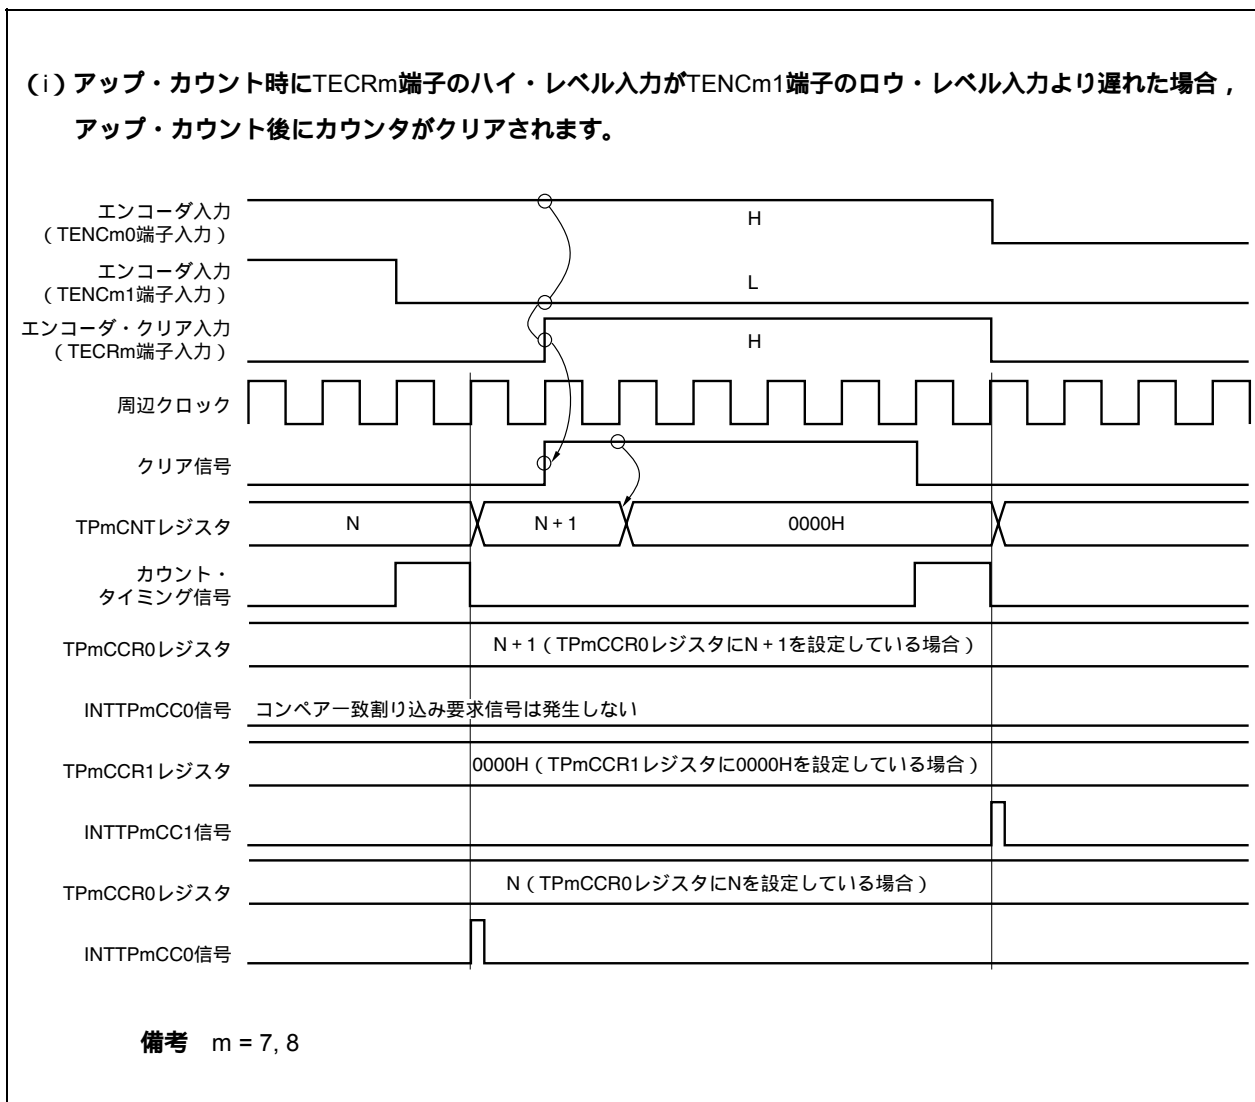 （i）アップ・カウント時にTECRm端子のハイ・レベル入力がTENCm1端子のロウ・レベル入力より遅れた場合，
アップ・カウント後にカウンタがクリアされます。
エンコーダ入力
（TENCm0端子入力）
H
エンコーダ入力
（TENCm1端子入力）
L
エンコーダ・クリア入力
（TECRm端子入力）
H
周辺クロック
クリア信号
TPmCNTレジスタ
N
N + 1
0000H
カウント・
タイミング信号
TPmCCR0レジスタ
N + 1（TPmCCR0レジスタにN + 1を設定している場合）
INTTPmCC0信号
コンペア一致割り込み要求信号は発生しない
TPmCCR1レジスタ
0000H（TPmCCR1レジスタに0000Hを設定している場合）
INTTPmCC1信号
TPmCCR0レジスタ
N（TPmCCR0レジスタにNを設定している場合）
INTTPmCC0信号
備考 m = 7, 8